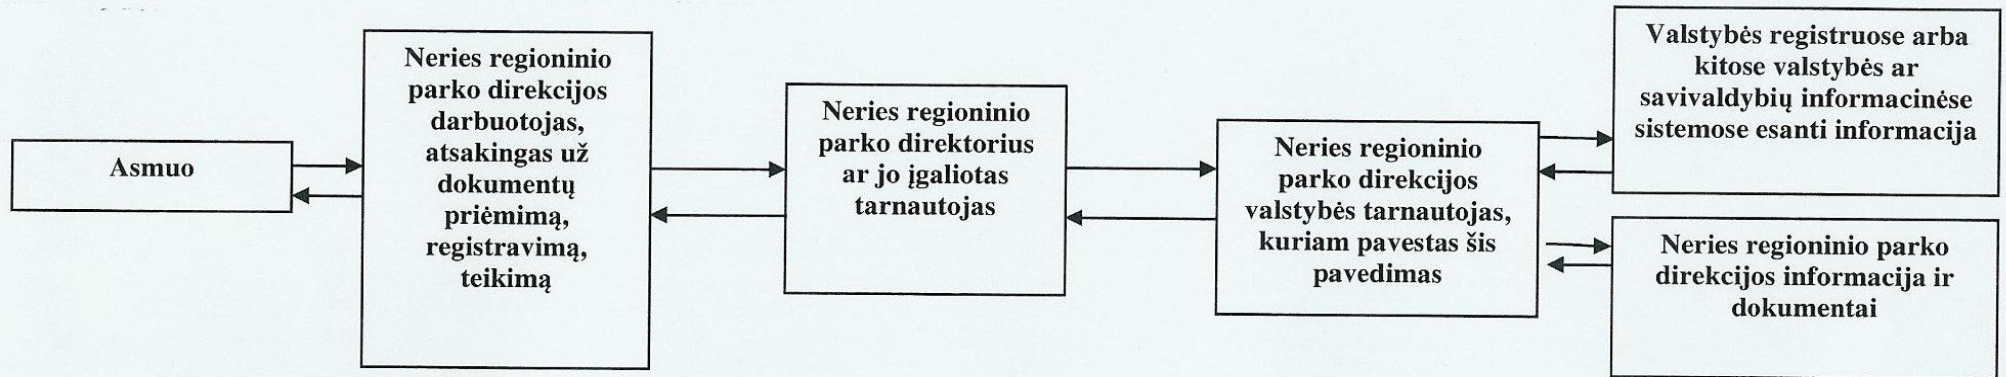 Asmuo
Neries regioninio
parko direkcijos
darbuotojas,
atsakingas už
dokumentų
priėmimą,
registravimą,
teikimą
Neries regioninio
parko direktorius
ar jo įgaliotas
tarnautojas
Neries regioninio
parko direkcijos
valstybės tarnautojas,
kuriam pavestas šis
pavedimas
Valstybės registruose arba
kitose valstybės ar
savivaldybių informacinėse
sistemose esanti informacija
Neries regioninio parko
direkcijos informacija ir
dokumentai